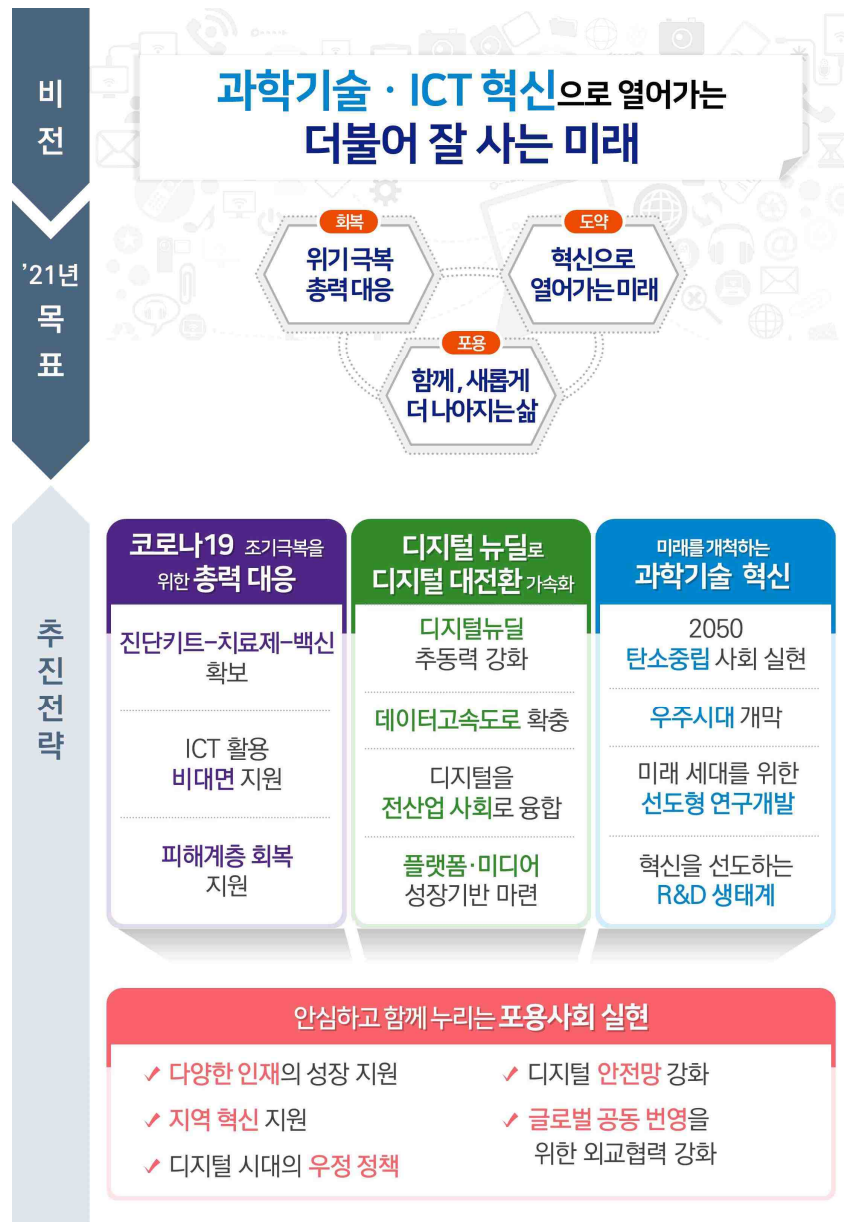 비전
과학기술 · ICT 혁신으로 열어가는
더불어 잘 사는 미래
'21년
목표
회복
위기 극복
총력 대응
도약
혁신으로
열어가는 미래
포용
함께, 새롭게
더 나아지는 삶
추진전략
코로나19 조기극복을
위한 총력 대응
진단키트-치료제-백신
확보
ICT 활용
비대면 지원
피해계층 회복
지원
디지털 뉴딜로
디지털 대전환 가속화
디지털뉴딜
추동력 강화
데이터고속도로 확충
디지털을
전산업 사회로 융합
플랫폼·미디어
성장기반 마련
미래를 개척하는
과학기술 혁신
2050
탄소중립 사회 실현
우주시대 개막
미래 세대를 위한
선도형 연구개발
혁신을 선도하는
R&D 생태계
안심하고 함께 누리는 포용사회 실현
✓ 다양한 인재의 성장 지원
✓ 지역 혁신 지원
✓ 디지털 시대의 우정 정책
✓ 디지털 안전망 강화
✓ 글로벌 공동 번영을
위한 외교협력 강화